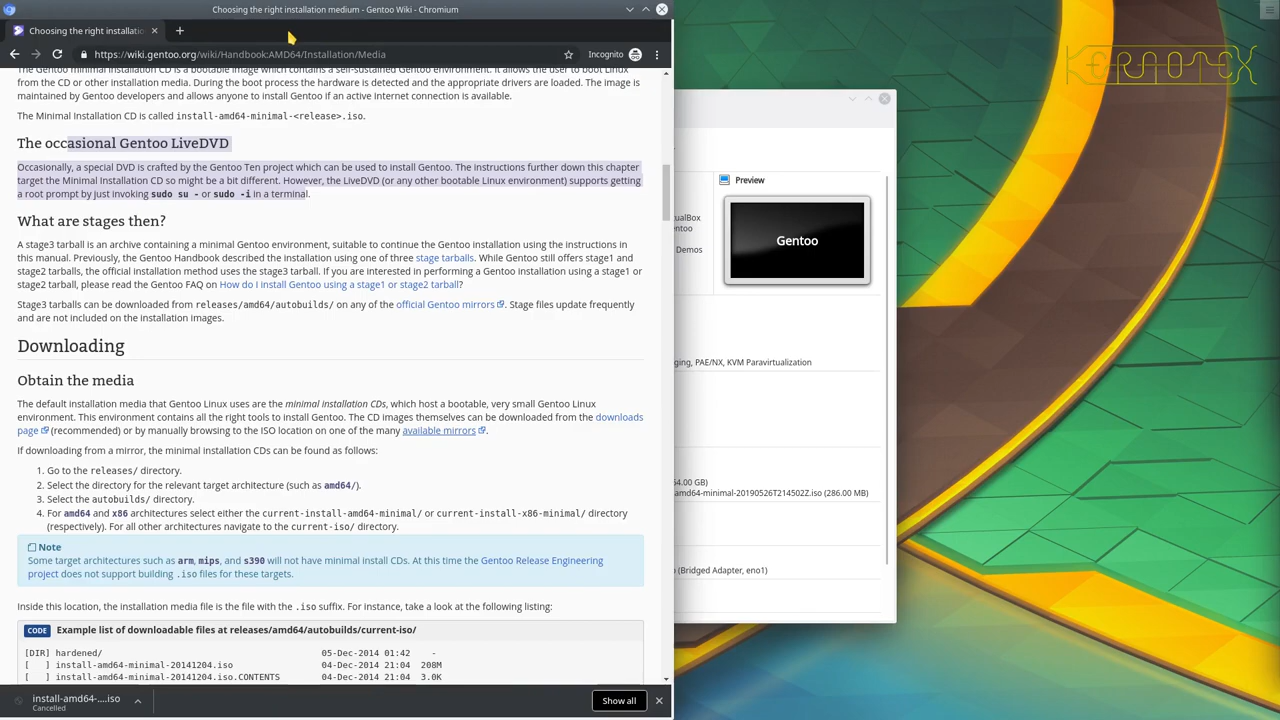 Choosing the right installation medium - Gentoo Wiki - Chromium
Choosing the right installatio
https://wiki.gentoo.org/wiki/Handbook:AMD64/Installation/Media
Incognito
The Gentoo minimal installation CD is a bootable image which contains a self-sustained Gentoo environment. It allows the user to boot Linux
from the CD or other installation media. During the boot process the hardware is detected and the appropriate drivers are loaded. The image is
maintained by Gentoo developers and allows anyone to install Gentoo if an active Internet connection is available.
The Minimal Installation CD is called install-amd64-minimal-<release>.iso.
The occasional Gentoo LiveDVD
Occasionally, a special DVD is crafted by the Gentoo Ten project which can be used to install Gentoo. The instructions further down this chapter
target the Minimal Installation CD so might be a bit different. However, the LiveDVD (or any other bootable Linux environment) supports getting
a root prompt by just invoking sudo su - or sudo -i in a terminal.
What are stages then?
A stage3 tarball is an archive containing a minimal Gentoo environment, suitable to continue the Gentoo installation using the instructions in
this manual. Previously, the Gentoo Handbook described the installation using one of three stage tarballs. While Gentoo still offers stage1 and
stage2 tarballs, the official installation method uses the stage3 tarball. If you are interested in performing a Gentoo installation using a stage1 or
stage2 tarball, please read the Gentoo FAQ on How do I install Gentoo using a stage1 or stage2 tarball?
Stage3 tarballs can be downloaded from releases/amd64/autobuilds/ on any of the official Gentoo mirrors. Stage files update frequently
and are not included on the installation images.
Downloading
Obtain the media
The default installation media that Gentoo Linux uses are the minimal installation CDs, which host a bootable, very small Gentoo Linux
environment. This environment contains all the right tools to install Gentoo. The CD images themselves can be downloaded from the downloads
page (recommended) or by manually browsing to the ISO location on one of the many available mirrors.
If downloading from a mirror, the minimal installation CDs can be found as follows:
1. Go to the releases/ directory.
2. Select the directory for the relevant target architecture (such as amd64/).
3. Select the autobuilds/ directory.
4. For amd64 and x86 architectures select either the current-install-amd64-minimal/ or current-install-x86-minimal/ directory
(respectively). For all other architectures navigate to the current-iso/ directory.
Note
Some target architectures such as arm, mips, and s390 will not have minimal install CDs. At this time the Gentoo Release Engineering
project does not support building .iso files for these targets.
Inside this location, the installation media file is the file with the .iso suffix. For instance, take a look at the following listing:
CODE Example list of downloadable files at releases/amd64/autobuilds/current-iso/
[DIR] hardened/ 05-Dec-2014 01:42 -
[ ] install-amd64-minimal-20141204.iso 04-Dec-2014 21:04 208M
[ ] install-amd64-minimal-20141204.iso.CONTENTS 04-Dec-2014 21:04 3.0K
install-amd64-....iso
Cancelled
Show all
Preview
tualBox
entoo
Demos
Gentoo
ging, PAE/NX, KVM Paravirtualization
64.00 GB)
amd64-minimal-20190526T214502Z.iso (286.00 MB)
o (Bridged Adapter, eno1)
KERNOTEX